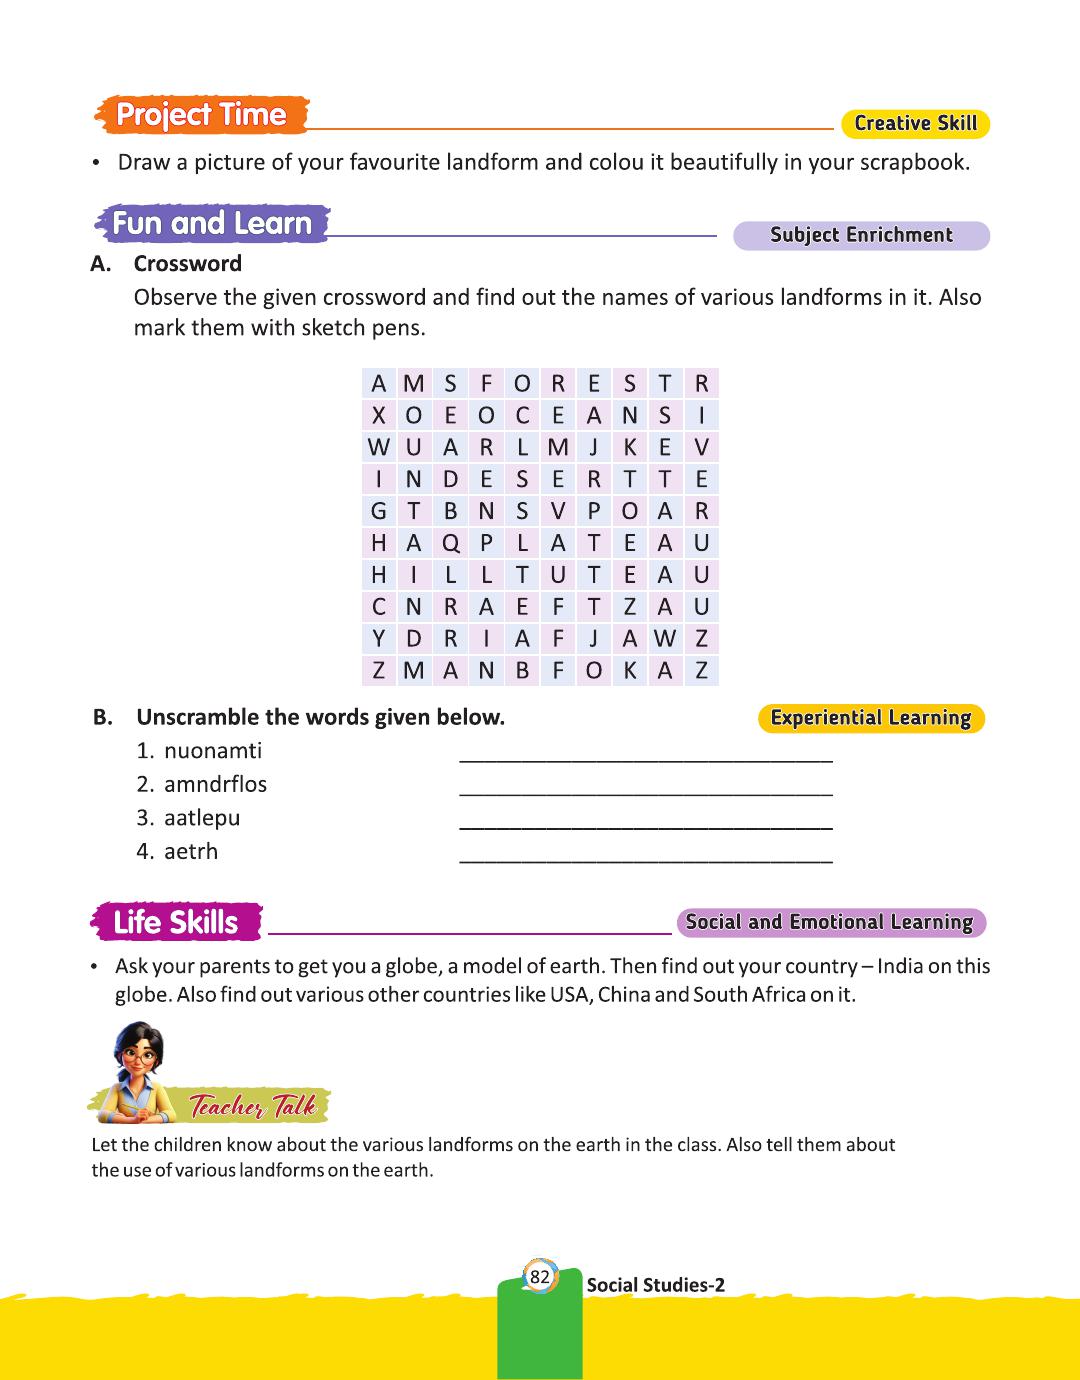 Project Time
Creative Skill
• Draw a picture of your favourite landform and colou it beautifully in your scrapbook.
Fun and Learn
Subject Enrichment
A. Crossword
Observe the given crossword and find out the names of various landforms in it. Also
mark them with sketch pens.
A M S F O R E S T R
X O E O C E A N S I
W U A R L M J K E V
I N D E S E R T T E
G T B N S V P O A R
H A Q P L A T E A U
H I L L T U T E A U
C N R A E F T Z A U
Y D R I A F J A W Z
Z M A N B F O K A Z
B. Unscramble the words given below.
Experiential Learning
1. nuonamti
2. amndrflos
3. aatlepu
4. aetrh
Life Skills
Social and Emotional Learning
• Ask your parents to get you a globe, a model of earth. Then find out your country – India on this
globe. Also find out various other countries like USA, China and South Africa on it.
Teacher Talk
Let the children know about the various landforms on the earth in the class. Also tell them about
the use of various landforms on the earth.
82
Social Studies-2